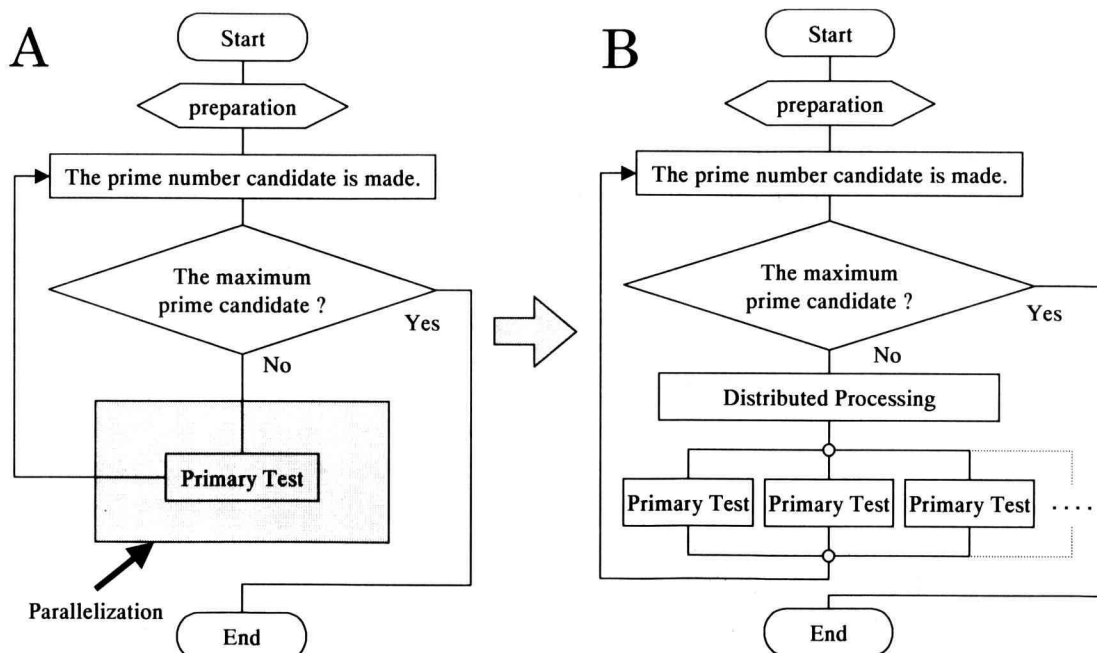 A
Start
preparation
The prime number candidate is made.
The maximum
prime candidate ?
Yes
No
Primary Test
Parallelization
End
B
Start
preparation
The prime number candidate is made.
The maximum
prime candidate ?
Yes
No
Distributed Processing
Primary Test
Primary Test
Primary Test
....
End